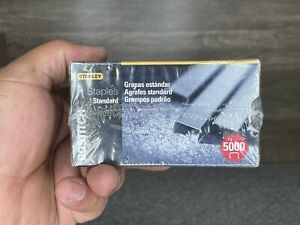 STANLEY
Staples
Standard
Grapas estándar
Agrafes standard
Grampos padrão
5000